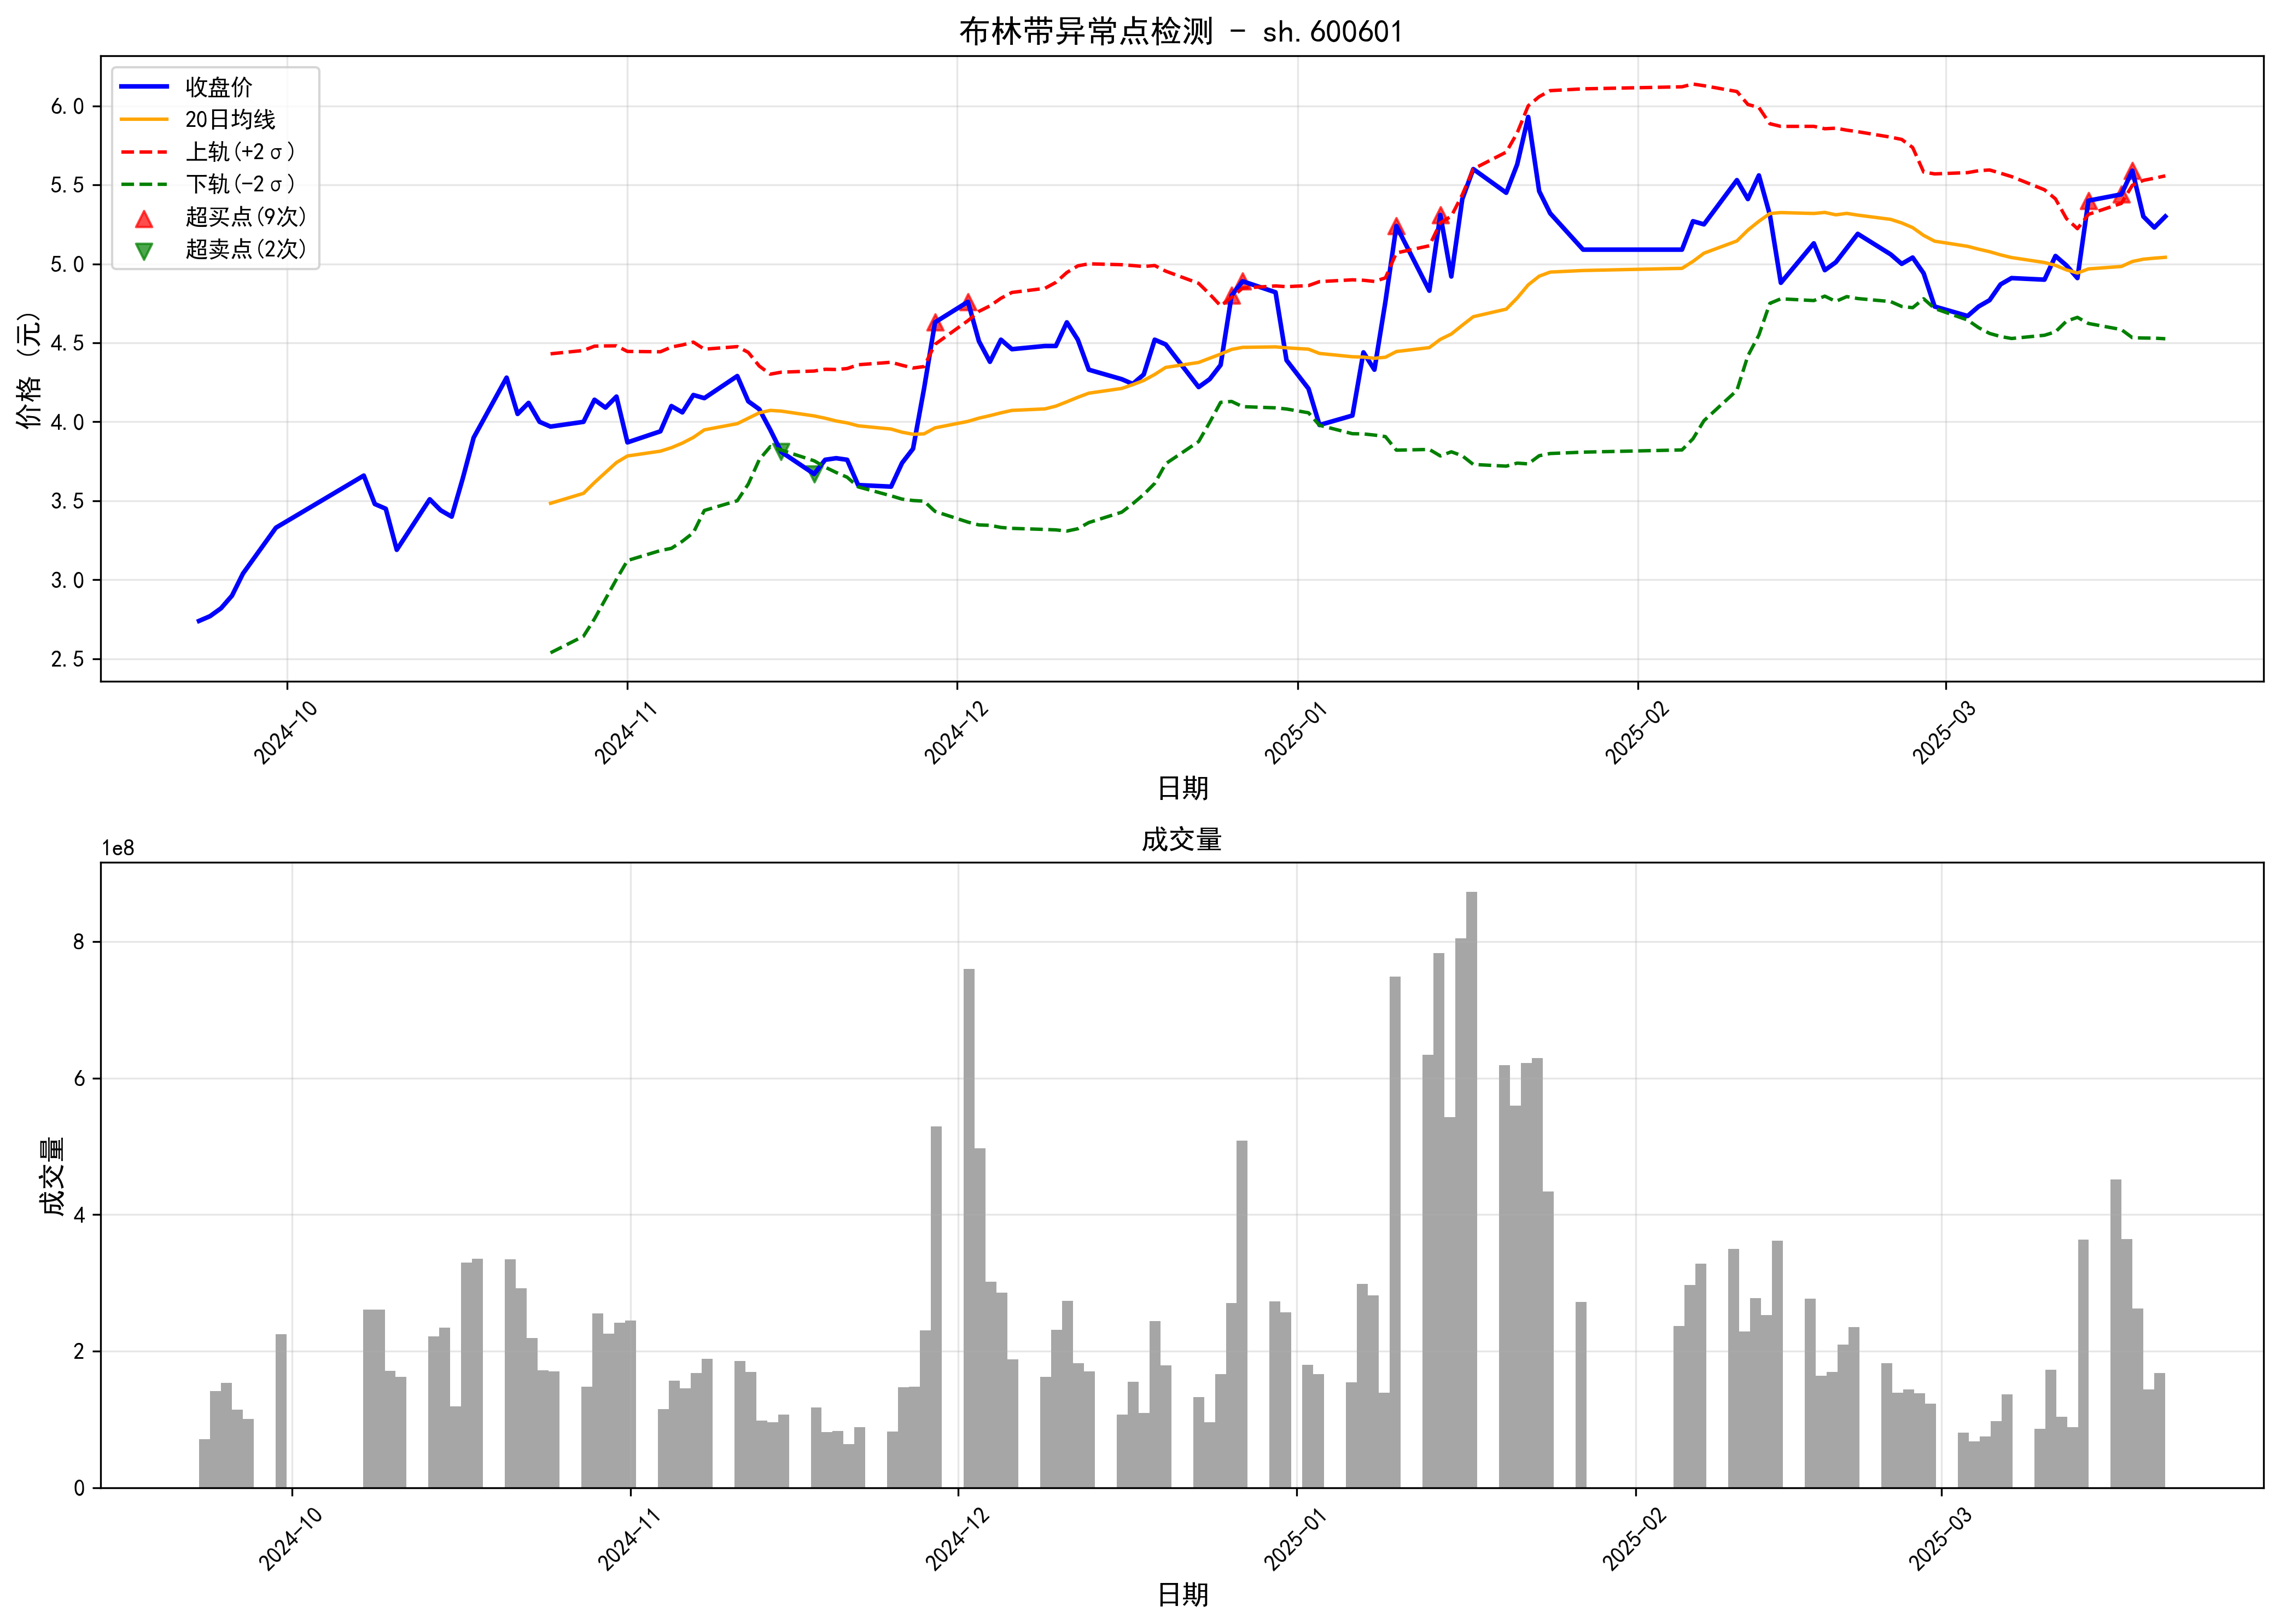 布林带异常点检测 - sh.600601
收盘价
20日均线
上轨(+2σ)
下轨(-2σ)
超买点(9次)
超卖点(2次)
价格 (元)
6.0
5.5
5.0
4.5
4.0
3.5
3.0
2.5
2024-10
2024-11
2024-12
2025-01
2025-02
2025-03
日期
成交量
1e8
成交量
8
6
4
2
0
2024-10
2024-11
2024-12
2025-01
2025-02
2025-03
日期